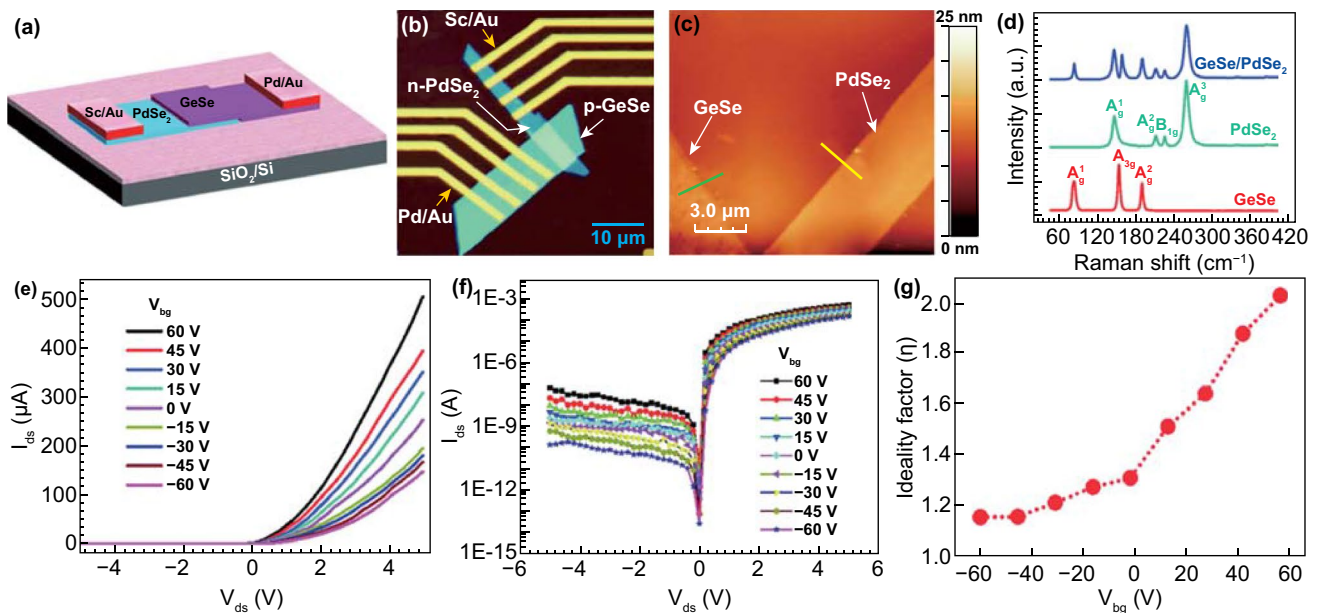 (a)
Sc/Au
PdSe₂
GeSe
Pd/Au
SiO₂/Si
(b)
Sc/Au
n-PdSe₂
p-GeSe
Pd/Au
10 µm
(c)
GeSe
PdSe₂
3.0 µm
25 nm
0 nm
(d)
Intensity (a.u.)
GeSe/PdSe₂
A¹g A²g B1g A³g
PdSe₂
A¹g A3g A²g
GeSe
60 120 180 240 300 360 420
Raman shift (cm⁻¹)
(e)
Ids (µA)
500
400
300
200
100
0
Vbg
60 V
45 V
30 V
15 V
0 V
−15 V
−30 V
−45 V
−60 V
−4 −2 0 2 4
Vds (V)
(f)
Ids (A)
1E-3
1E-6
1E-9
1E-12
1E-15
Vbg
60 V
45 V
30 V
15 V
0 V
−15 V
−30 V
−45 V
−60 V
−6 −4 −2 0 2 4 6
Vds (V)
(g)
Ideality factor (η)
2.0
1.8
1.6
1.4
1.2
1.0
−60 −40 −20 0 20 40 60
Vbg (V)